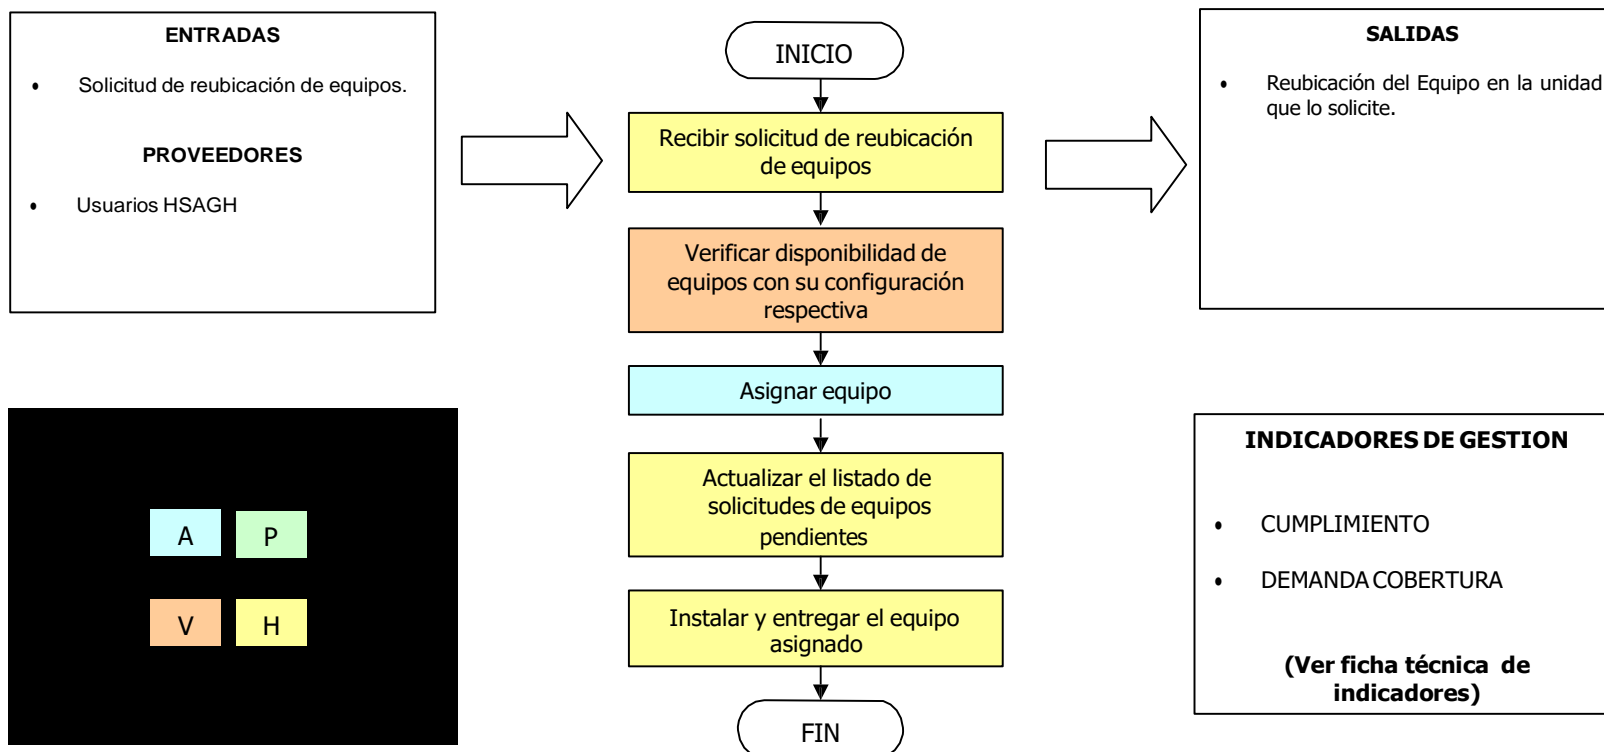 ENTRADAS
• Solicitud de reubicación de equipos.
PROVEEDORES
• Usuarios HSAGH
INICIO
Recibir solicitud de reubicación
de equipos
Verificar disponibilidad de
equipos con su configuración
respectiva
Asignar equipo
Actualizar el listado de
solicitudes de equipos
pendientes
Instalar y entregar el equipo
asignado
FIN
SALIDAS
• Reubicación del Equipo en la unidad
que lo solicite.
A P
V H
INDICADORES DE GESTION
• CUMPLIMIENTO
• DEMANDA COBERTURA
(Ver ficha técnica de
indicadores)